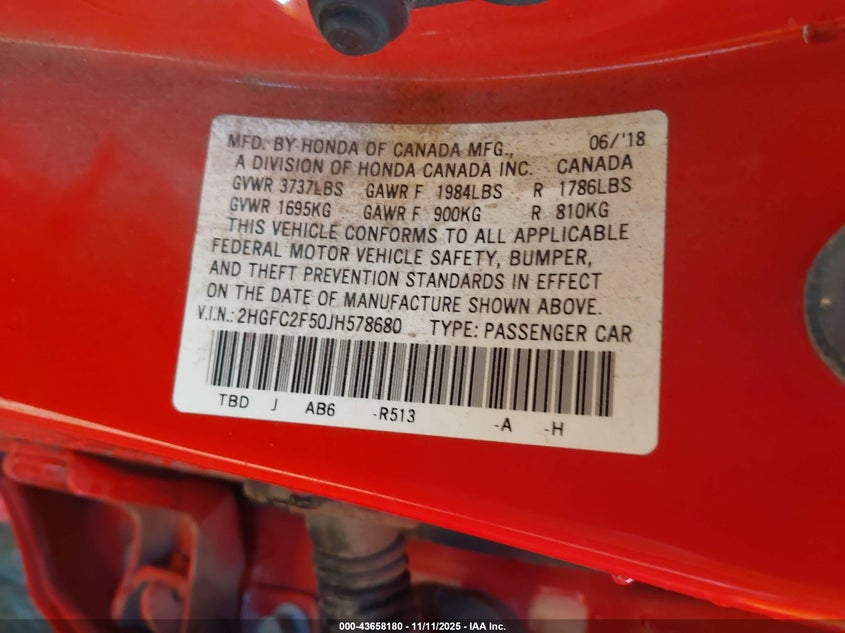 MFD. BY HONDA OF CANADA MFG., 06/'18
A DIVISION OF HONDA CANADA INC. CANADA
GVWR 3737LBS GAWR F 1984LBS R 1786LBS
GVWR 1695KG GAWR F 900KG R 810KG
THIS VEHICLE CONFORMS TO ALL APPLICABLE
FEDERAL MOTOR VEHICLE SAFETY, BUMPER,
AND THEFT PREVENTION STANDARDS IN EFFECT
ON THE DATE OF MANUFACTURE SHOWN ABOVE.
V.I.N.: 2HGFC2F50JH578680 TYPE: PASSENGER CAR
TBD J AB6 -R513 -A -H
000-43658180 - 11/11/2025 - IAA Inc.